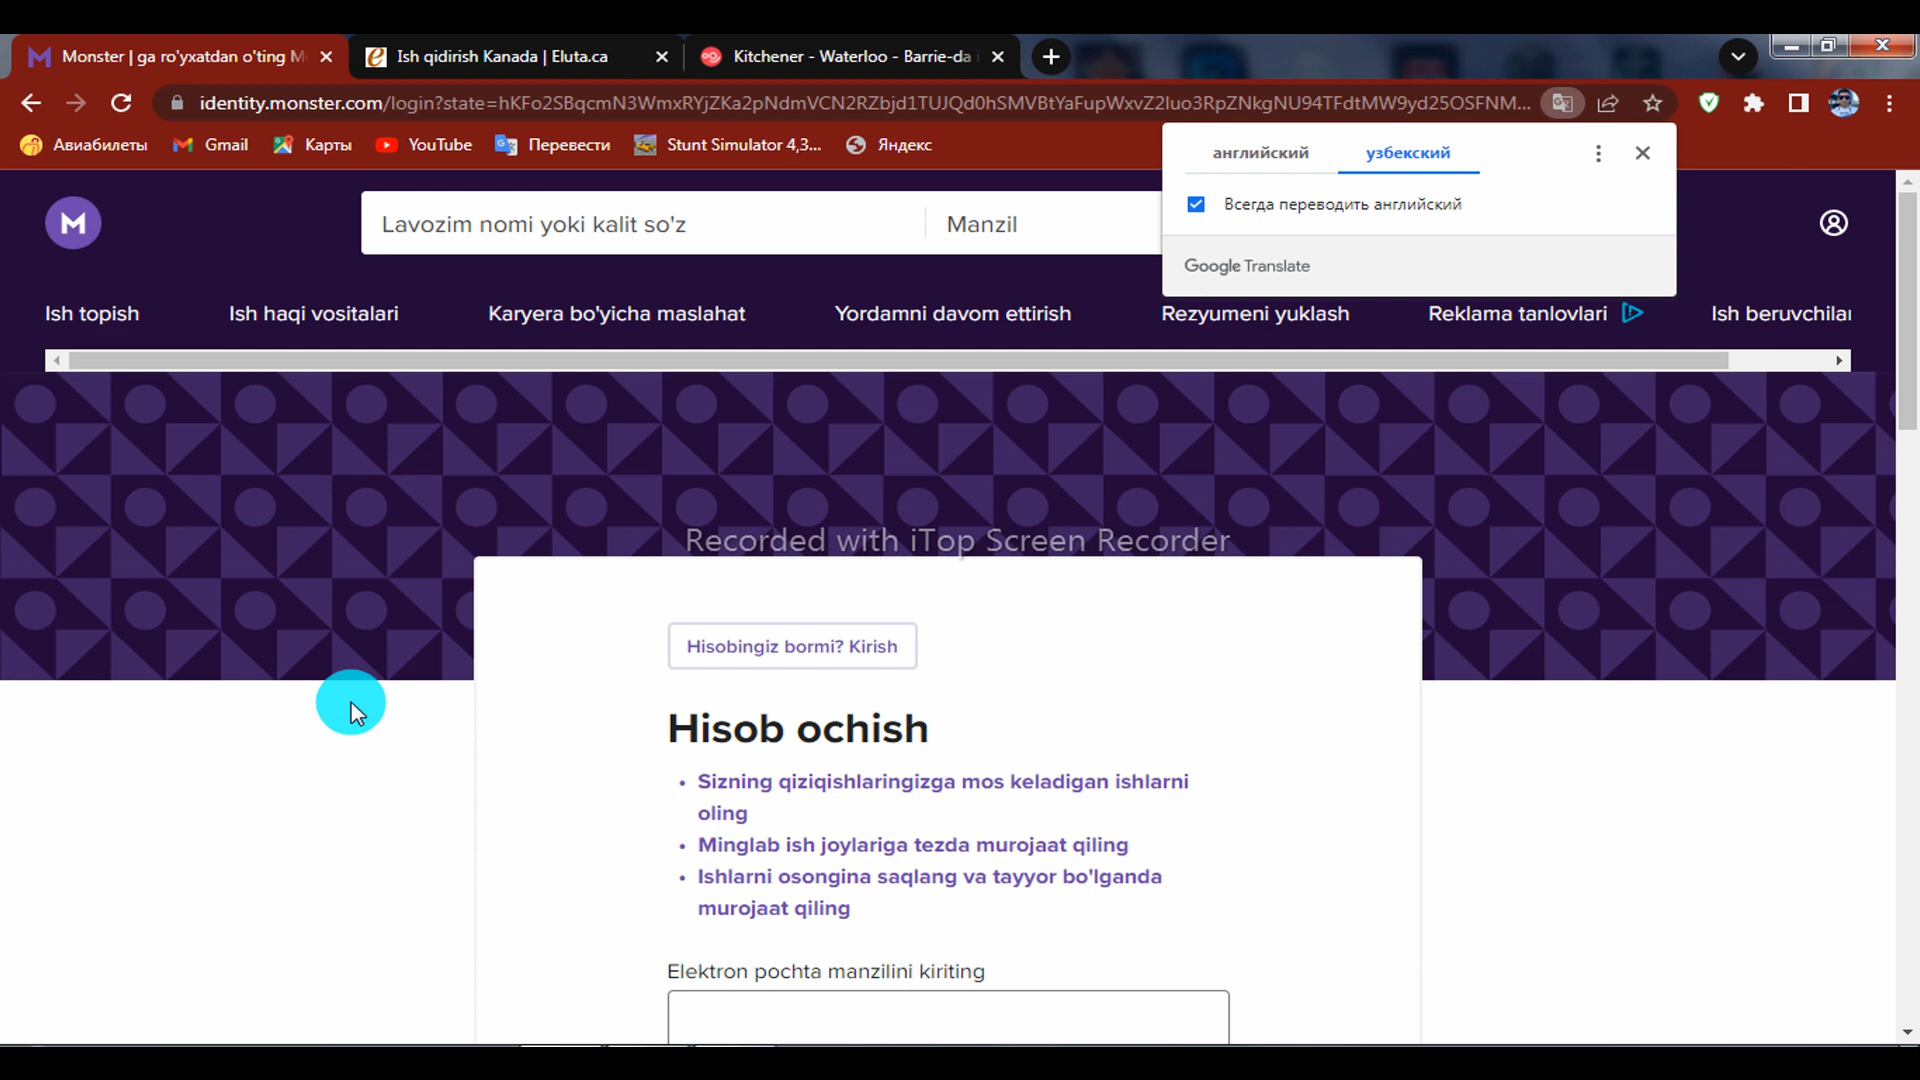 Monster | ga ro'yxatdan o'ting M
Ish qidirish Kanada | Eluta.ca
Kitchener - Waterloo - Barrie-da i
identity.monster.com/login?state=hKFo2SBqcmN3WmxRYjZKa2pNdmVCN2RZbjd1TUJQd0hSMVBtYaFupWxvZ2luo3RpZNkgNU94TFdtMW9yd25OSFNM...
Авиабилеты
Gmail
Карты
YouTube
Перевести
Stunt Simulator 4,3...
Яндекс
английский
узбекский
Всегда переводить английский
Google Translate
M
Lavozim nomi yoki kalit so'z
Manzil
Ish topish
Ish haqi vositalari
Karyera bo'yicha maslahat
Yordamni davom ettirish
Rezyumeni yuklash
Reklama tanlovlari
Ish beruvchilar
Recorded with iTop Screen Recorder
Hisobingiz bormi? Kirish
Hisob ochish
• Sizning qiziqishlaringizga mos keladigan ishlarni
oling
• Minglab ish joylariga tezda murojaat qiling
• Ishlarni osongina saqlang va tayyor bo'lganda
murojaat qiling
Elektron pochta manzilini kiriting